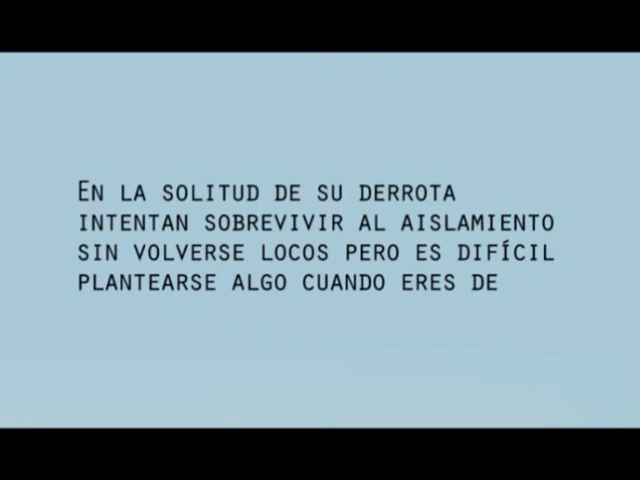 En la solitud de su derrota
intentan sobrevivir al aislamiento
sin volverse locos pero es difícil
plantearse algo cuando eres de